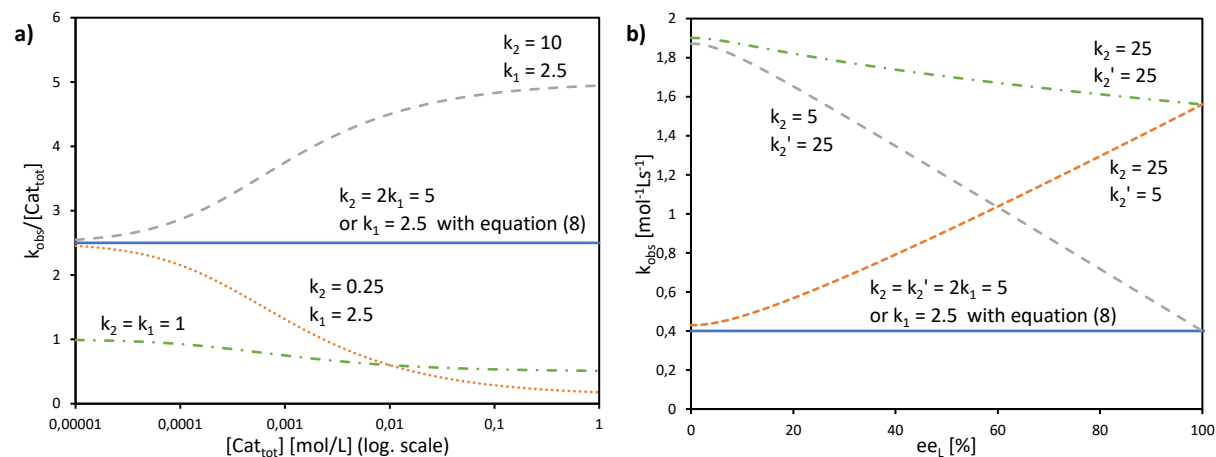 a)
k_obs/[Cat_tot]
6
5
4
3
2
1
0
k₂ = 10
k₁ = 2.5
k₂ = 2k₁ = 5
or k₁ = 2.5 with equation (8)
k₂ = 0.25
k₁ = 2.5
k₂ = k₁ = 1
0,00001
0,0001
0,001
0,01
0,1
1
[Cat_tot] [mol/L] (log. scale)
b)
k_obs [mol⁻¹Ls⁻¹]
2
1,8
1,6
1,4
1,2
1
0,8
0,6
0,4
0,2
0
k₂ = 25
k₂' = 25
k₂ = 5
k₂' = 25
k₂ = 25
k₂' = 5
k₂ = k₂' = 2k₁ = 5
or k₁ = 2.5 with equation (8)
0
20
40
60
80
100
ee_L [%]